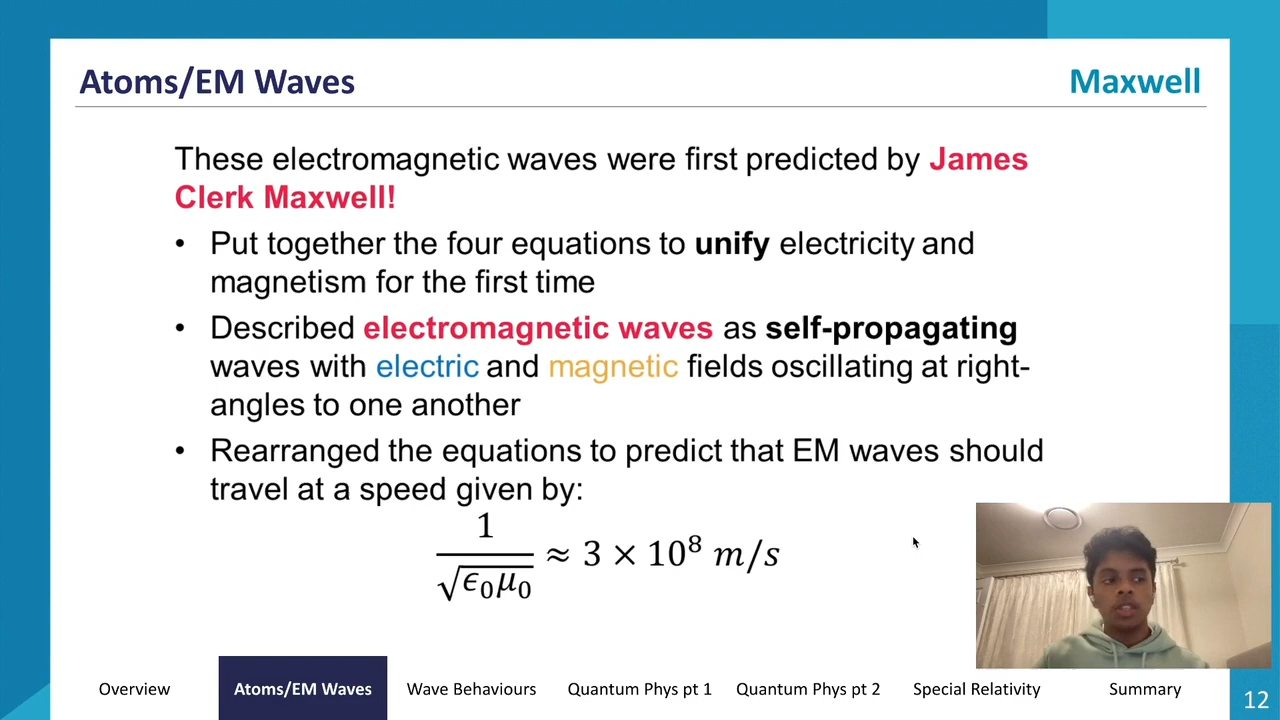 Atoms/EM Waves
Maxwell
These electromagnetic waves were first predicted by James
Clerk Maxwell!
• Put together the four equations to unify electricity and
magnetism for the first time
• Described electromagnetic waves as self-propagating
waves with electric and magnetic fields oscillating at right-
angles to one another
• Rearranged the equations to predict that EM waves should
travel at a speed given by:
1/√ϵ₀μ₀ ≈ 3 × 10⁸ m/s
Overview Atoms/EM Waves Wave Behaviours Quantum Phys pt 1 Quantum Phys pt 2 Special Relativity Summary
12